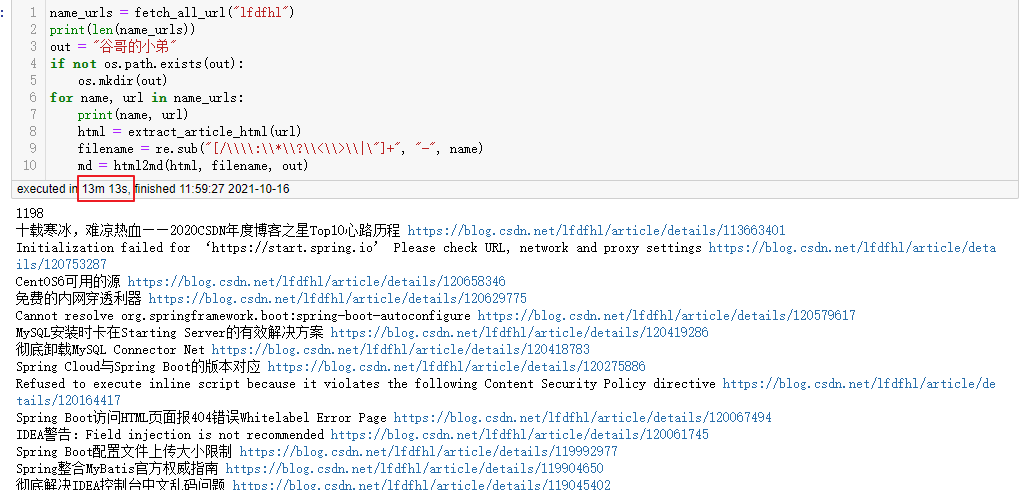 1 name_urls = fetch_all_url("lfdfhl")
2 print(len(name_urls))
3 out = "谷哥的小弟"
4 if not os.path.exists(out):
5     os.mkdir(out)
6 for name, url in name_urls:
7     print(name, url)
8     html = extract_article_html(url)
9     filename = re.sub("[/\\\\:\\*\\?\\<\\>\\|\"]+", "-", name)
10     md = html2md(html, filename, out)
executed in 13m 13s, finished 11:59:27 2021-10-16
1198
十载寒冰，难凉热血——2020CSDN年度博客之星Top10心路历程 https://blog.csdn.net/lfdfhl/article/details/113663401
Initialization failed for ‘https://start.spring.io’ Please check URL, network and proxy settings https://blog.csdn.net/lfdfhl/article/deta
ils/120753287
CentOS6可用的源 https://blog.csdn.net/lfdfhl/article/details/120658346
免费的内网穿透利器 https://blog.csdn.net/lfdfhl/article/details/120629775
Cannot resolve org.springframework.boot:spring-boot-autoconfigure https://blog.csdn.net/lfdfhl/article/details/120579617
MySQL安装时卡在Starting Server的有效解决方案 https://blog.csdn.net/lfdfhl/article/details/120419286
彻底卸载MySQL Connector Net https://blog.csdn.net/lfdfhl/article/details/120418783
Spring Cloud与Spring Boot的版本对应 https://blog.csdn.net/lfdfhl/article/details/120275886
Refused to execute inline script because it violates the following Content Security Policy directive https://blog.csdn.net/lfdfhl/article/de
tails/120164417
Spring Boot访问HTML页面报404错误Whitelabel Error Page https://blog.csdn.net/lfdfhl/article/details/120067494
IDEA警告：Field injection is not recommended https://blog.csdn.net/lfdfhl/article/details/120061745
Spring Boot配置文件上传大小限制 https://blog.csdn.net/lfdfhl/article/details/119992977
Spring整合MyBatis官方权威指南 https://blog.csdn.net/lfdfhl/article/details/119904650
彻底解决IDEA控制台中文乱码问题 https://blog.csdn.net/lfdfhl/article/details/119045402